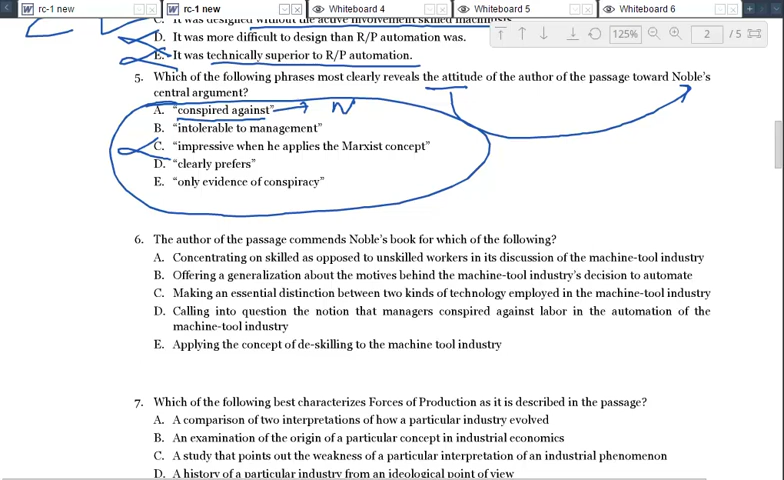 rc-1 new
rc-1 new
Whiteboard 4
Whiteboard 5
Whiteboard 6
C. It was designed without the active involvement skilled machinists
D. It was more difficult to design than R/P automation was.
125%
2 / 5
E. It was technically superior to R/P automation.
5. Which of the following phrases most clearly reveals the attitude of the author of the passage toward Noble's
central argument?
A. “conspired against” N
B. “intolerable to management”
C. “impressive when he applies the Marxist concept”
D. “clearly prefers”
E. “only evidence of conspiracy”
6. The author of the passage commends Noble's book for which of the following?
A. Concentrating on skilled as opposed to unskilled workers in its discussion of the machine-tool industry
B. Offering a generalization about the motives behind the machine-tool industry's decision to automate
C. Making an essential distinction between two kinds of technology employed in the machine-tool industry
D. Calling into question the notion that managers conspired against labor in the automation of the
machine-tool industry
E. Applying the concept of de-skilling to the machine tool industry
7. Which of the following best characterizes Forces of Production as it is described in the passage?
A. A comparison of two interpretations of how a particular industry evolved
B. An examination of the origin of a particular concept in industrial economics
C. A study that points out the weakness of a particular interpretation of an industrial phenomenon
D. A history of a particular industry from an ideological point of view